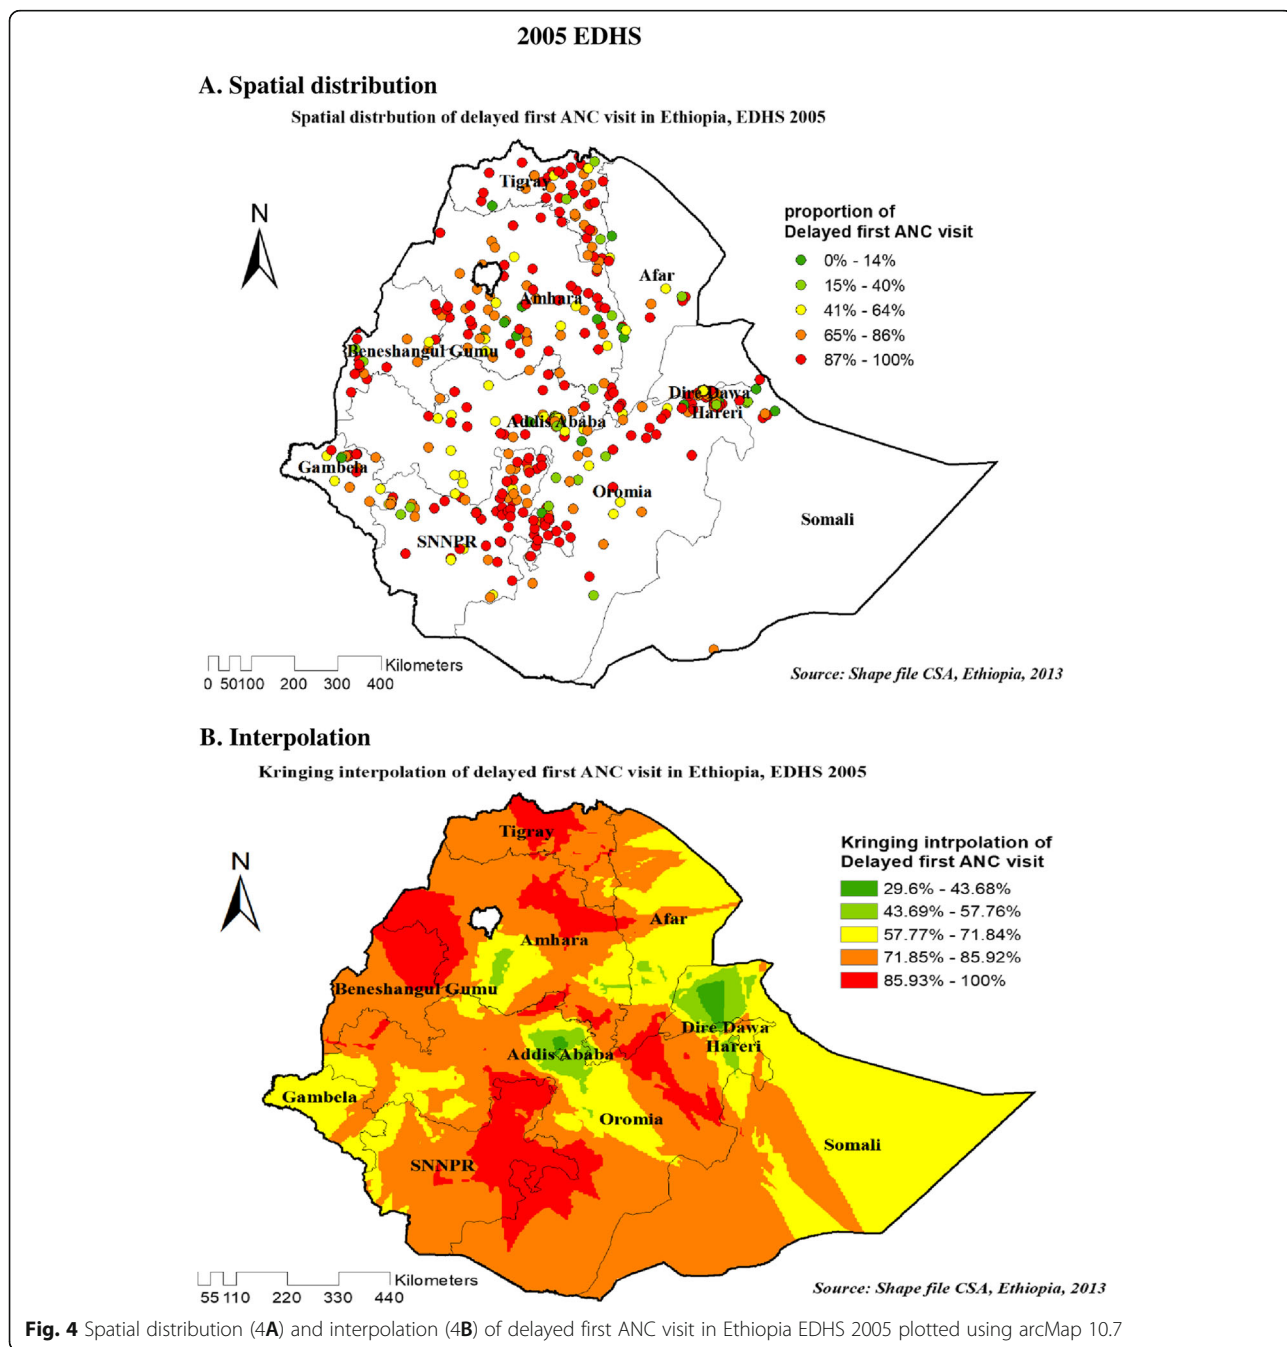 2005 EDHS
A. Spatial distribution
Spatial distrbution of delayed first ANC visit in Ethiopia, EDHS 2005
N
proportion of
Delayed first ANC visit
0% - 14%
15% - 40%
41% - 64%
65% - 86%
87% - 100%
Tigray
Afar
Amhara
Beneshangul Gumu
Dire Dawa
Hareri
Addis Ababa
Gambela
Oromia
Somali
SNNPR
Kilometers
0 50100 200 300 400
Source: Shape file CSA, Ethiopia, 2013
B. Interpolation
Kringing interpolation of delayed first ANC visit in Ethiopia, EDHS 2005
N
Kringing intrpolation of
Delayed first ANC visit
29.6% - 43.68%
43.69% - 57.76%
57.77% - 71.84%
71.85% - 85.92%
85.93% - 100%
Tigray
Afar
Amhara
Beneshangul Gumu
Dire Dawa
Hareri
Addis Ababa
Gambela
Oromia
Somali
SNNPR
Kilometers
55 110 220 330 440
Source: Shape file CSA, Ethiopia, 2013
Fig. 4 Spatial distribution (4A) and interpolation (4B) of delayed first ANC visit in Ethiopia EDHS 2005 plotted using arcMap 10.7